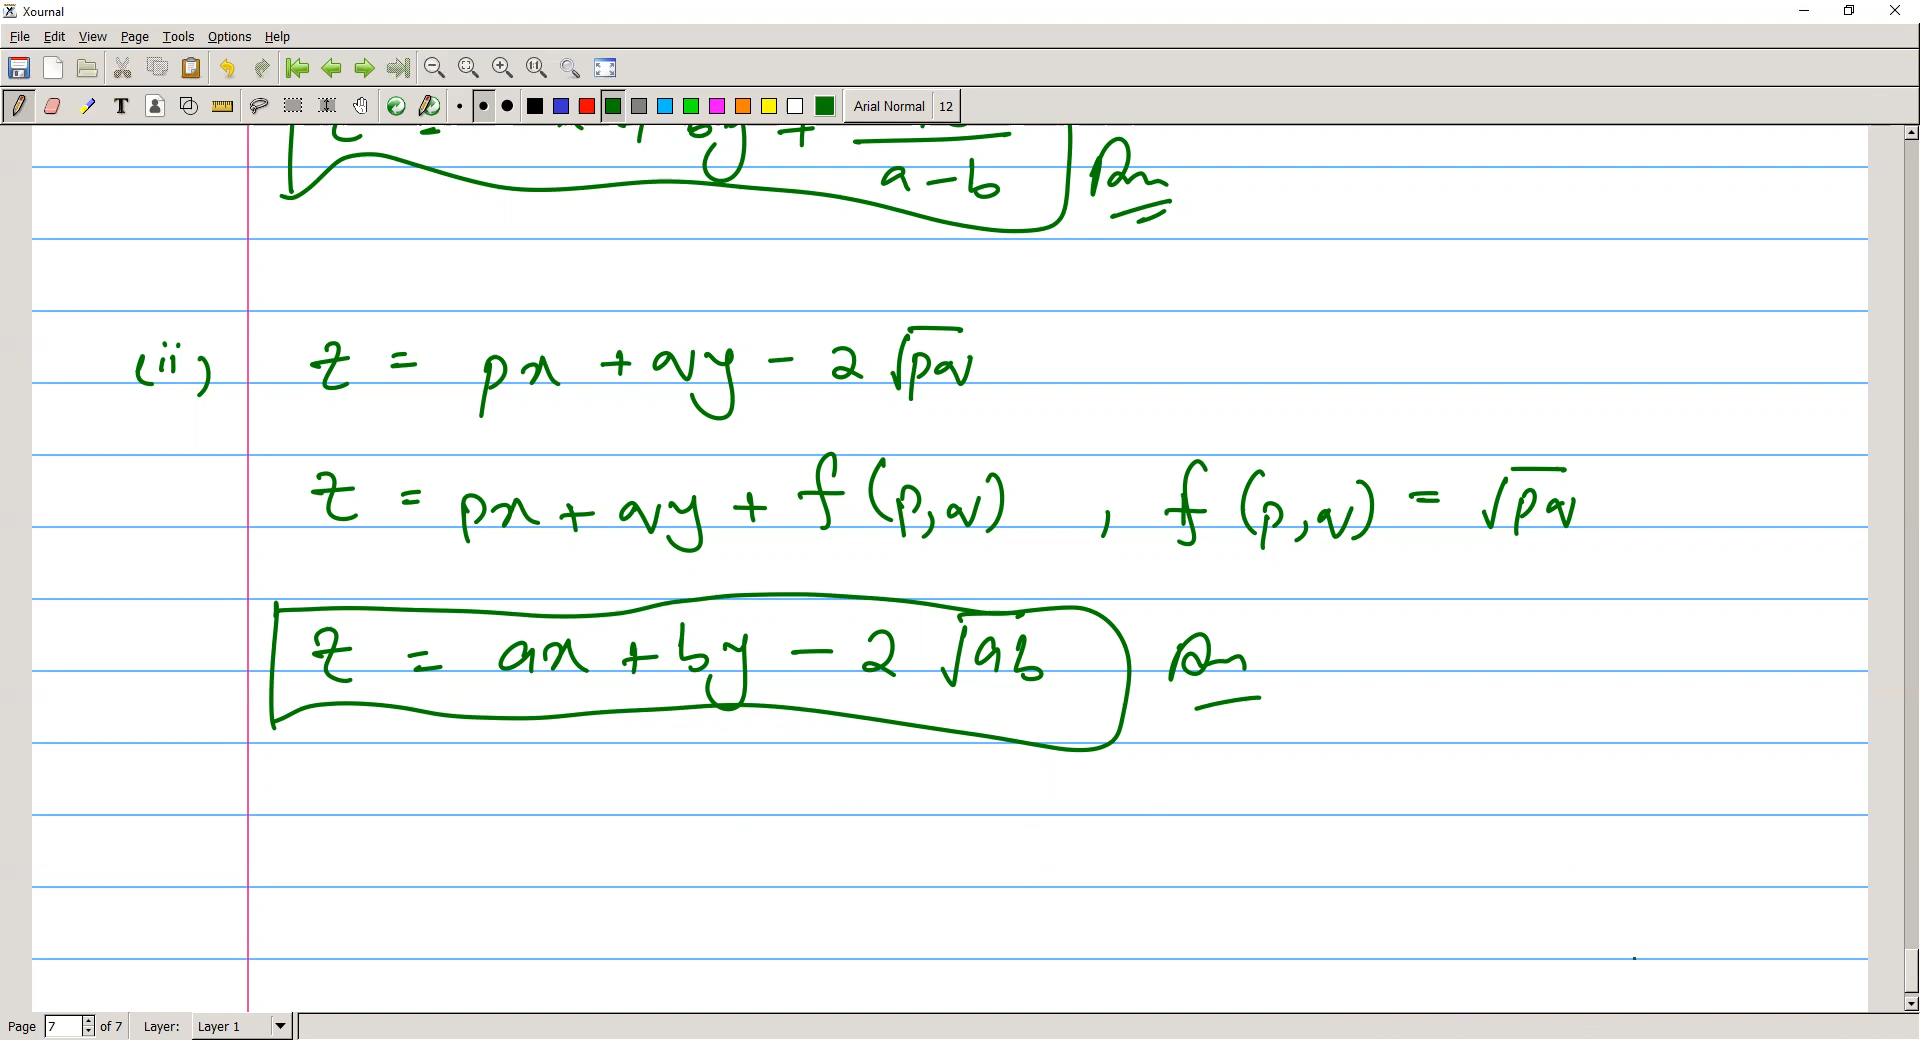 Xournal
File Edit View Page Tools Options Help
Arial Normal 12
by +
a - b Ans
(ii) z = px + qy - 2 √pq
z = px + qy + f (p,q) , f (p,q) = √pq
z = ax + by - 2 √ab Ans
Page 7 of 7 Layer: Layer 1